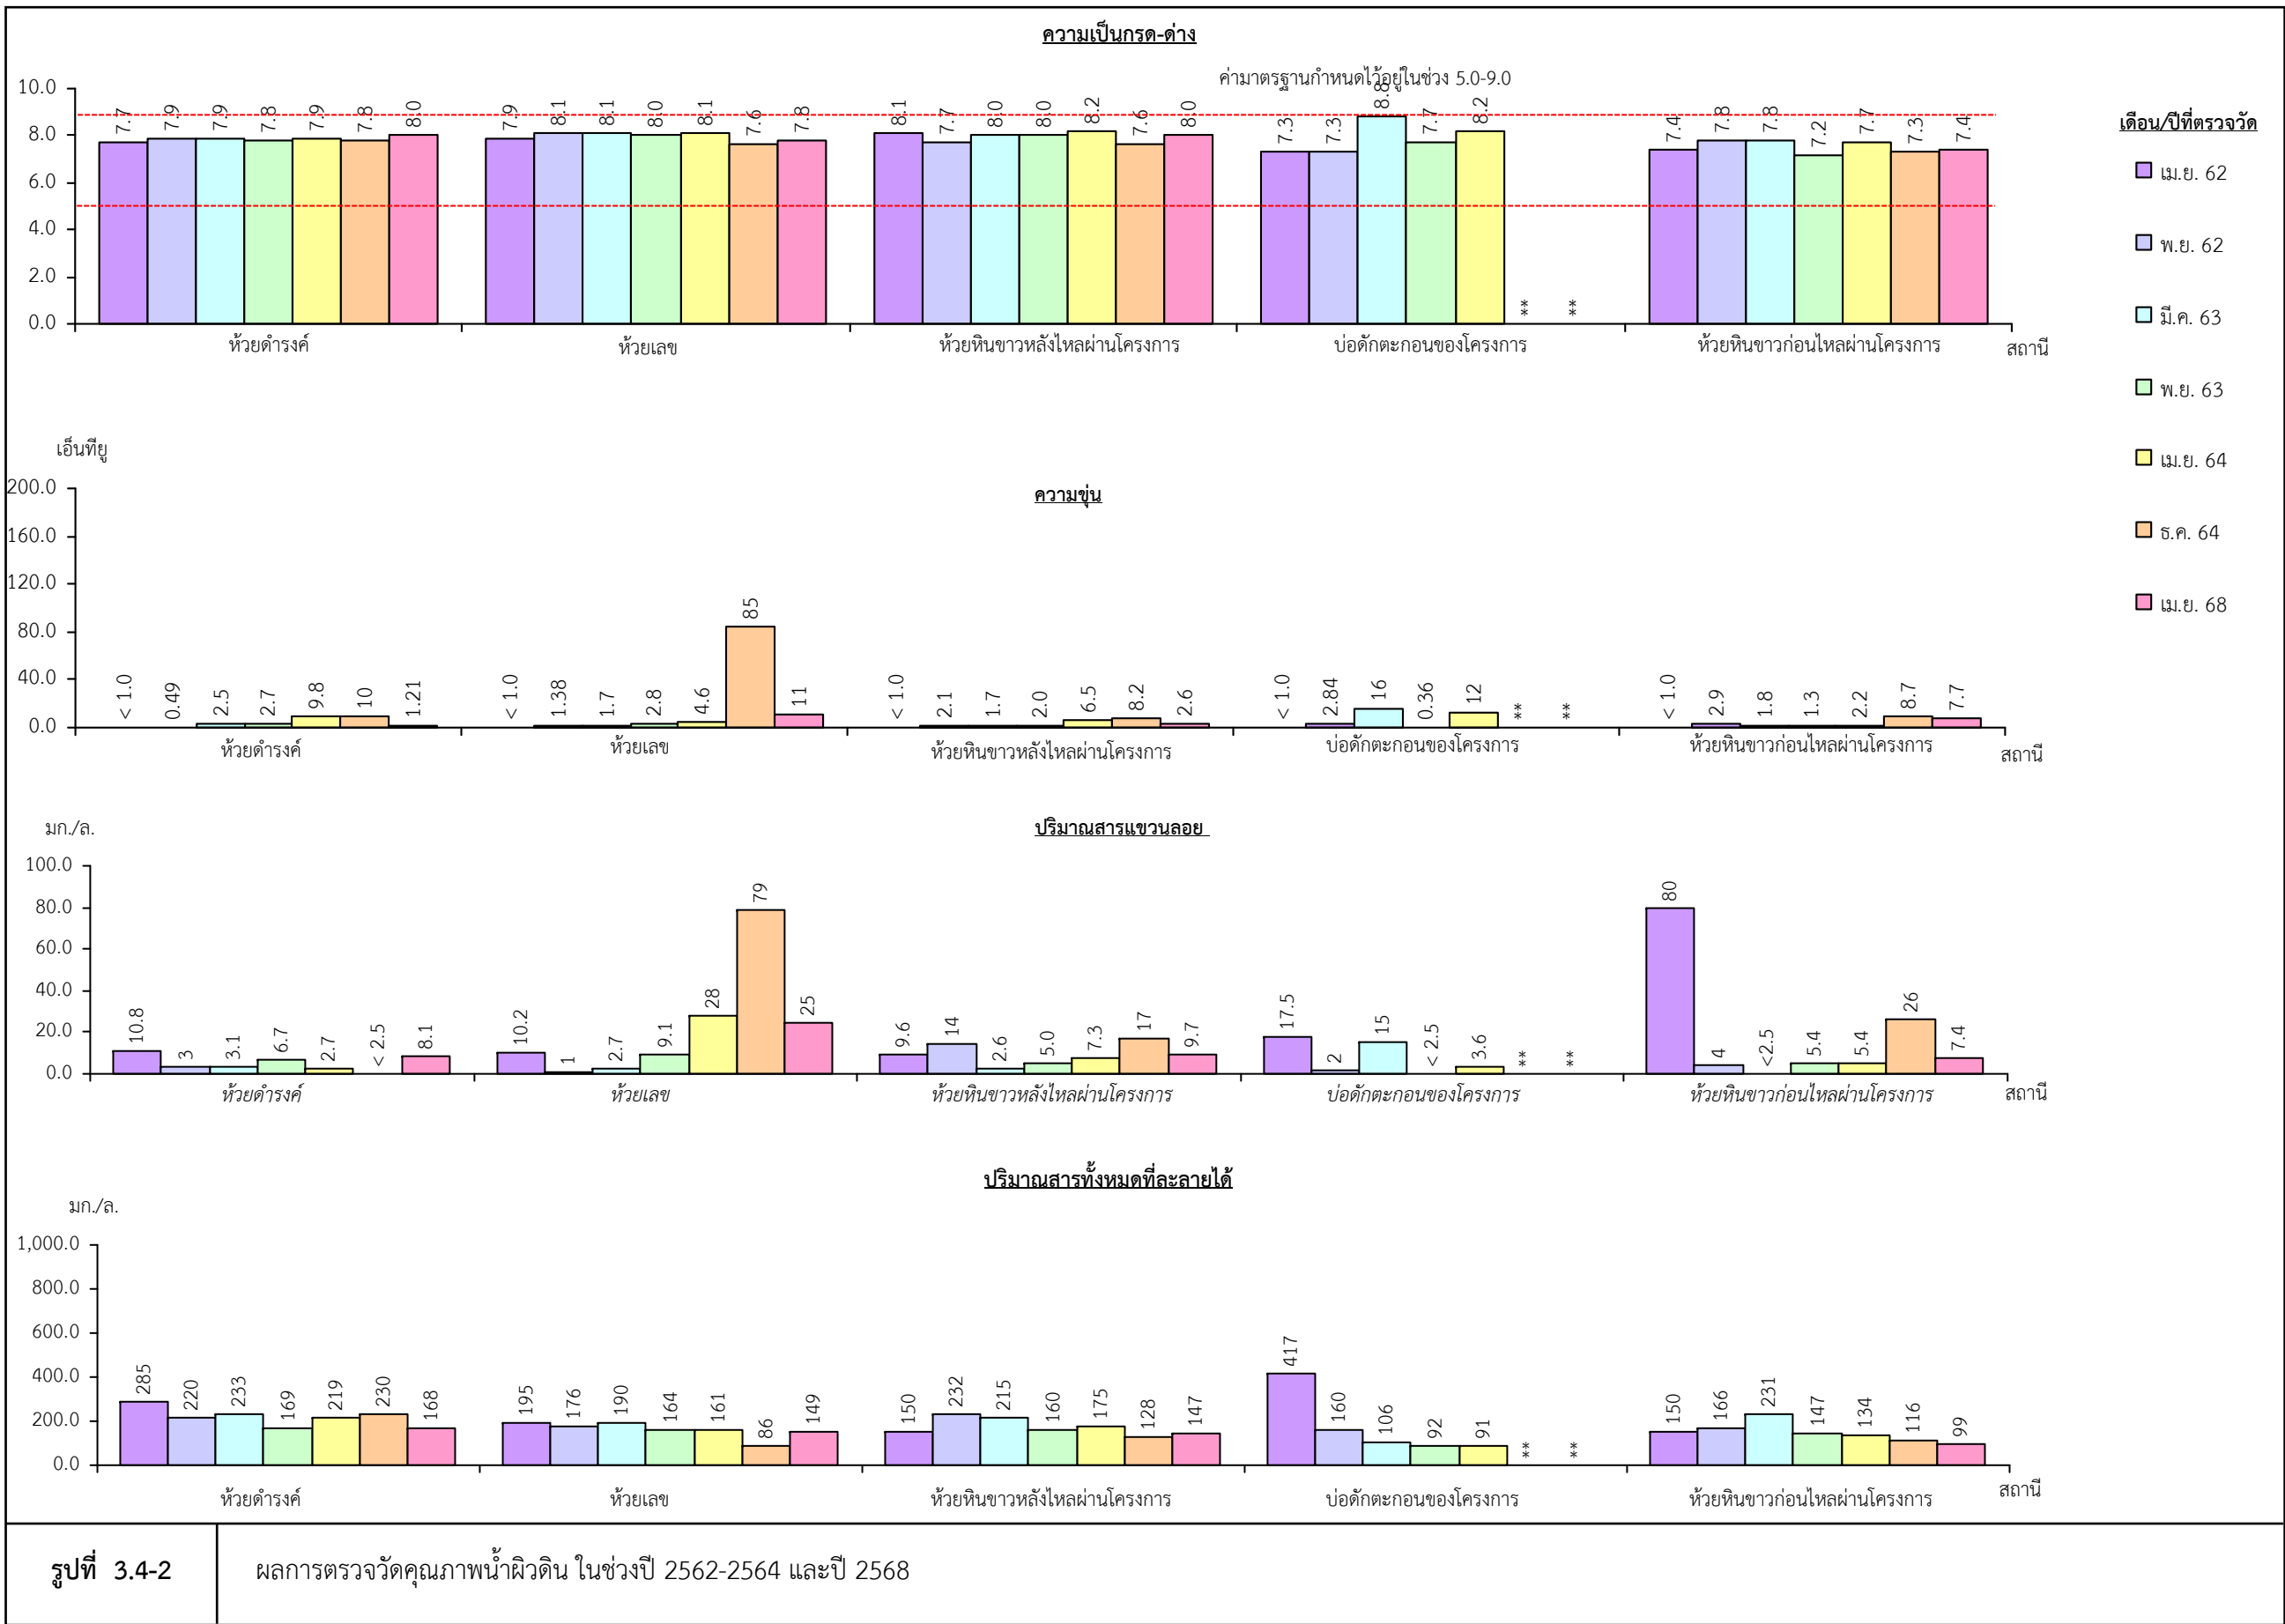 ความเป็นกรด-ด่าง
ค่ามาตรฐานกำหนดไว้อยู่ในช่วง 5.0-9.0
10.0
8.0
6.0
4.0
2.0
0.0
7.7 7.9 7.9 7.8 7.9 7.8 8.0
7.9 8.1 8.1 8.0 8.1 7.6 7.8
8.1 7.7 8.0 8.0 8.2 7.6 8.0
7.3 7.3 8.8 7.7 8.2 ** **
7.4 7.8 7.8 7.2 7.7 7.3 7.4
ห้วยดำรงค์ ห้วยเลข ห้วยหินขาวหลังไหลผ่านโครงการ บ่อดักตะกอนของโครงการ ห้วยหินขาวก่อนไหลผ่านโครงการ สถานี
เดือน/ปีที่ตรวจวัด
เม.ย. 62
พ.ย. 62
มี.ค. 63
พ.ย. 63
เม.ย. 64
ธ.ค. 64
เม.ย. 68
เอ็นทียู
ความขุ่น
200.0
160.0
120.0
80.0
40.0
0.0
< 1.0 0.49 2.5 2.7 9.8 10 1.21
< 1.0 1.38 1.7 2.8 4.6 85 11
< 1.0 2.1 1.7 2.0 6.5 8.2 2.6
< 1.0 2.84 16 0.36 12 ** **
< 1.0 2.9 1.8 1.3 2.2 8.7 7.7
ห้วยดำรงค์ ห้วยเลข ห้วยหินขาวหลังไหลผ่านโครงการ บ่อดักตะกอนของโครงการ ห้วยหินขาวก่อนไหลผ่านโครงการ สถานี
มก./ล.
ปริมาณสารแขวนลอย
100.0
80.0
60.0
40.0
20.0
0.0
10.8 3 3.1 6.7 2.7 < 2.5 8.1
10.2 1 2.7 9.1 28 79 25
9.6 14 2.6 5.0 7.3 17 9.7
17.5 2 15 < 2.5 3.6 ** **
80 4 <2.5 5.4 5.4 26 7.4
ห้วยดำรงค์ ห้วยเลข ห้วยหินขาวหลังไหลผ่านโครงการ บ่อดักตะกอนของโครงการ ห้วยหินขาวก่อนไหลผ่านโครงการ สถานี
ปริมาณสารทั้งหมดที่ละลายได้
มก./ล.
1,000.0
800.0
600.0
400.0
200.0
0.0
285 220 233 169 219 230 168
195 176 190 164 161 86 149
150 232 215 160 175 128 147
417 160 106 92 91 ** **
150 166 231 147 134 116 99
ห้วยดำรงค์ ห้วยเลข ห้วยหินขาวหลังไหลผ่านโครงการ บ่อดักตะกอนของโครงการ ห้วยหินขาวก่อนไหลผ่านโครงการ สถานี
รูปที่ 3.4-2 ผลการตรวจวัดคุณภาพน้ำผิวดิน ในช่วงปี 2562-2564 และปี 2568